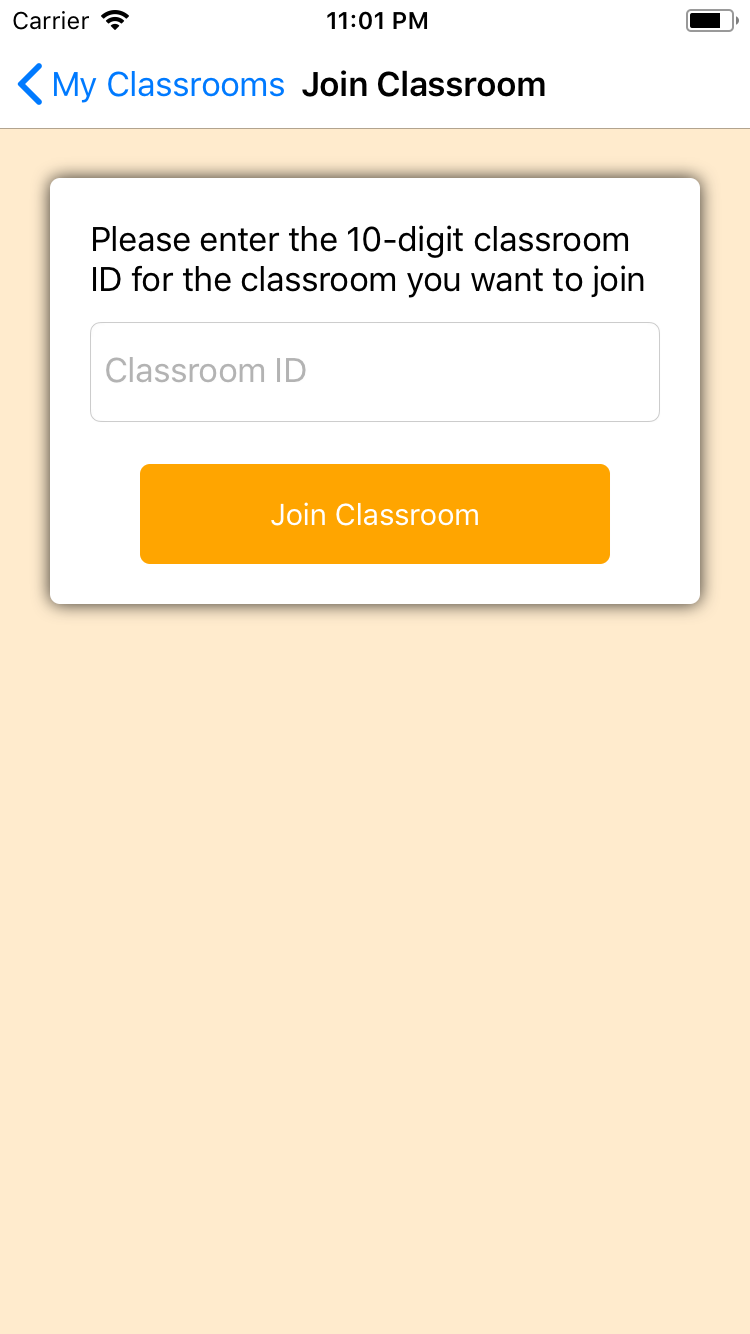 Carrier 11:01 PM
My Classrooms Join Classroom
Please enter the 10-digit classroom
ID for the classroom you want to join
Classroom ID
Join Classroom